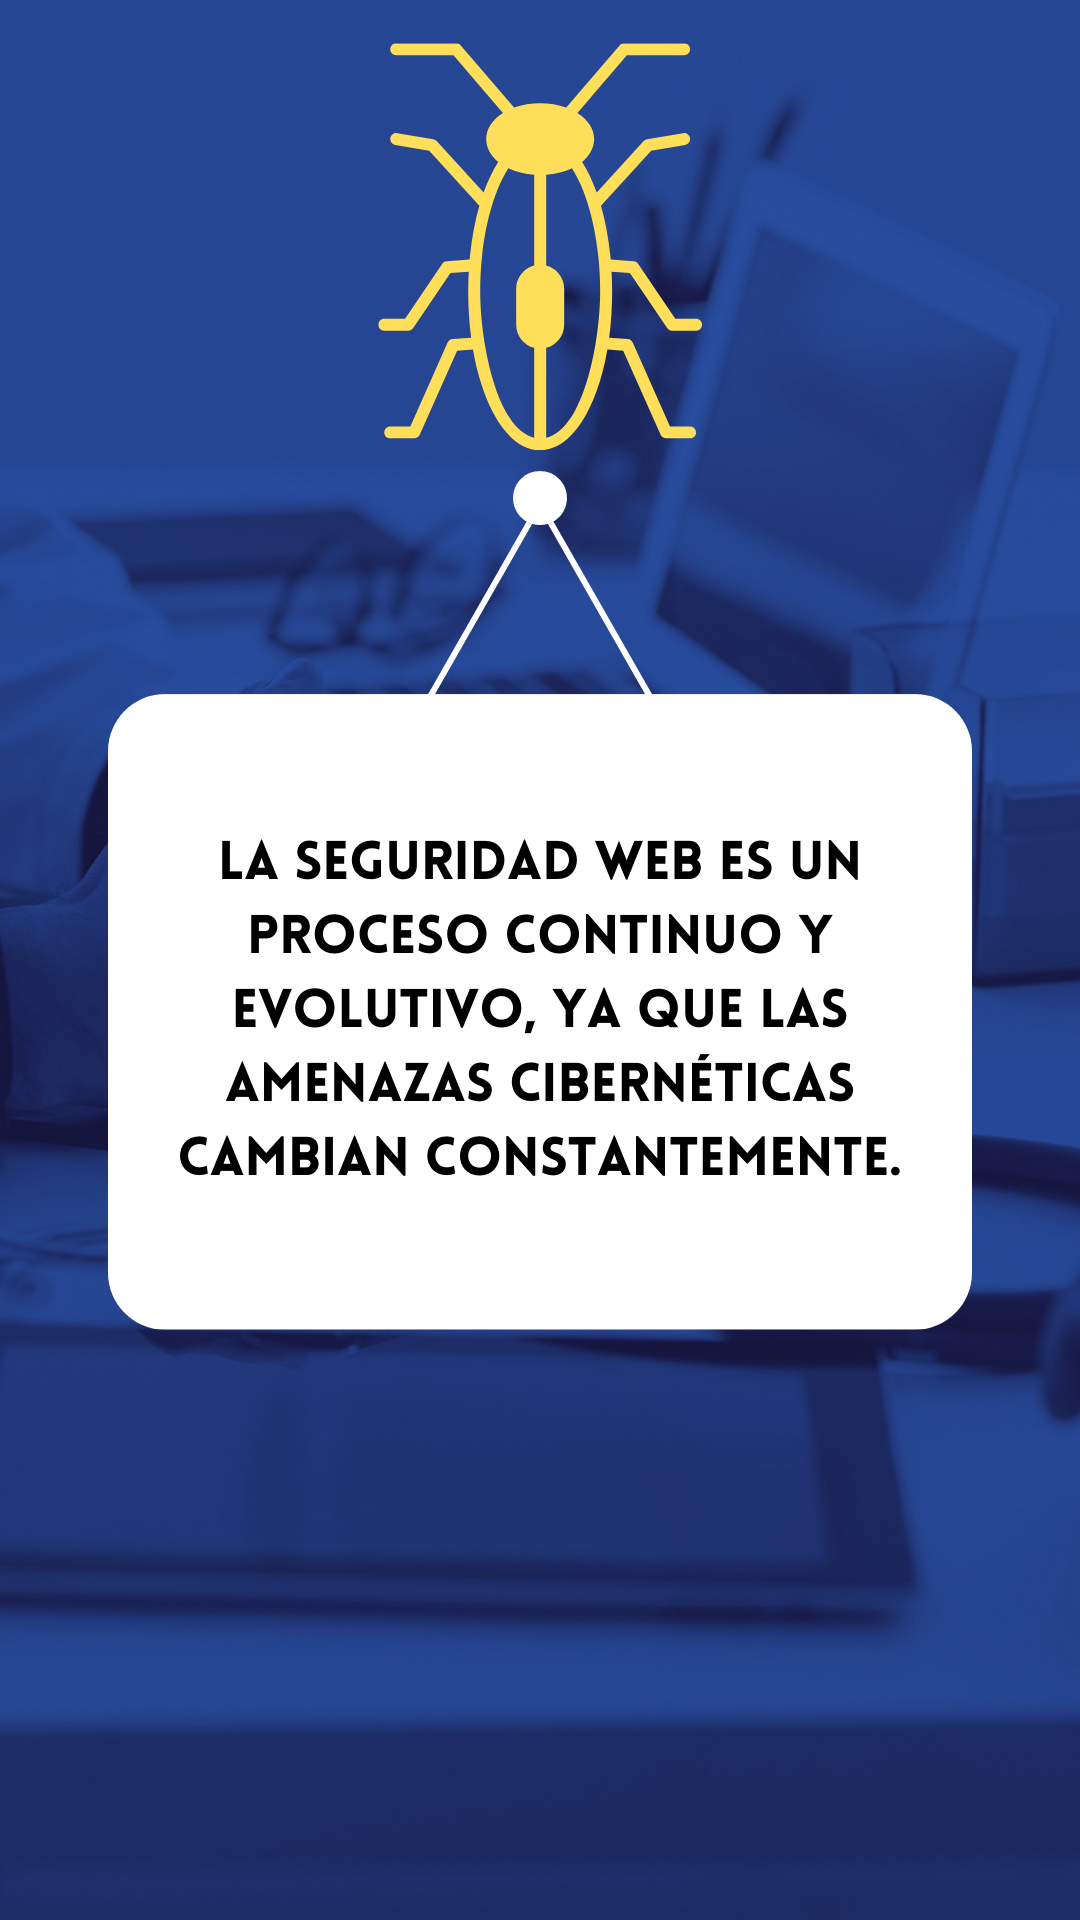 LA SEGURIDAD WEB ES UN
PROCESO CONTINUO Y
EVOLUTIVO, YA QUE LAS
AMENAZAS CIBERNÉTICAS
CAMBIAN CONSTANTEMENTE.